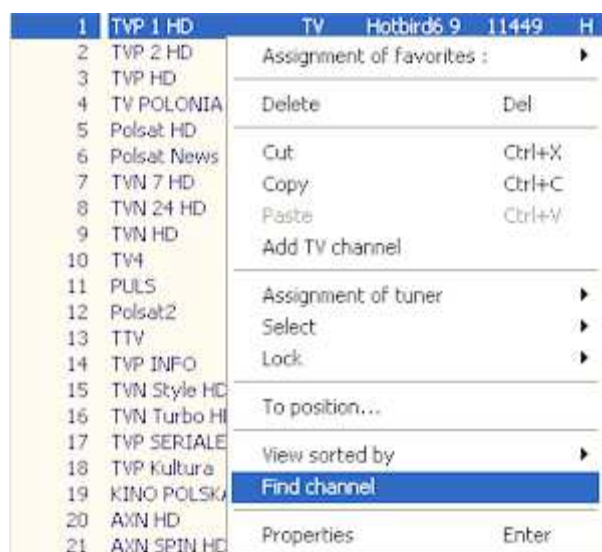 1 TVP 1 HD TV Hotbird6 9 11449 H
2 TVP 2 HD
3 TVP HD
4 TV POLONIA
5 Polsat HD
6 Polsat News
7 TVN 7 HD
8 TVN 24 HD
9 TVN HD
10 TV4
11 PULS
12 Polsat2
13 TTV
14 TVP INFO
15 TVN Style HD
16 TVN Turbo H
17 TVP SERIALE
18 TVP Kultura
19 KINO POLSKA
20 AXN HD
21 AXN SPIN HD
Assignment of favorites :
Delete Del
Cut Ctrl+X
Copy Ctrl+C
Paste Ctrl+V
Add TV channel
Assignment of tuner
Select
Lock
To position...
View sorted by
Find channel
Properties Enter